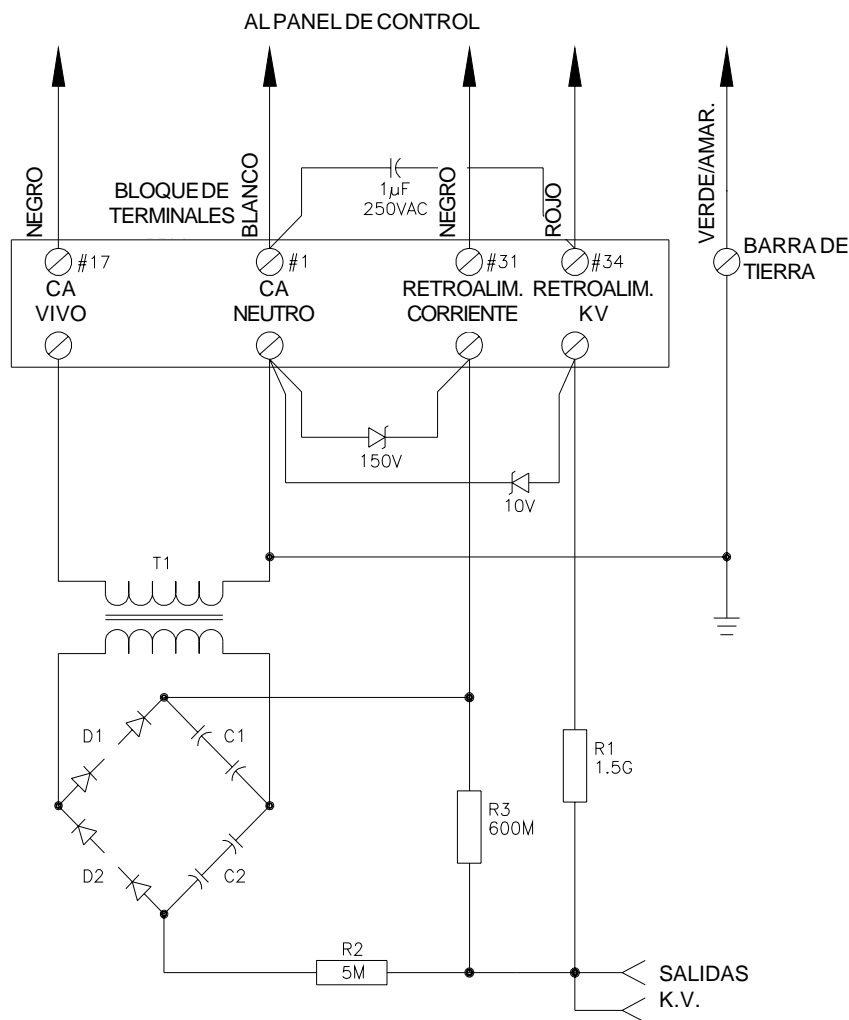 AL PANEL DE CONTROL
NEGRO
BLANCO
NEGRO
ROJO
VERDE/AMAR.
BLOQUE DE
TERMINALES
1µF
250VAC
#17
#1
#31
#34
BARRA DE
TIERRA
CA
VIVO
CA
NEUTRO
RETROALIM.
CORRIENTE
RETROALIM.
KV
150V
10V
T1
D1
C1
R1
1.5G
R3
600M
D2
C2
R2
5M
SALIDAS
K.V.